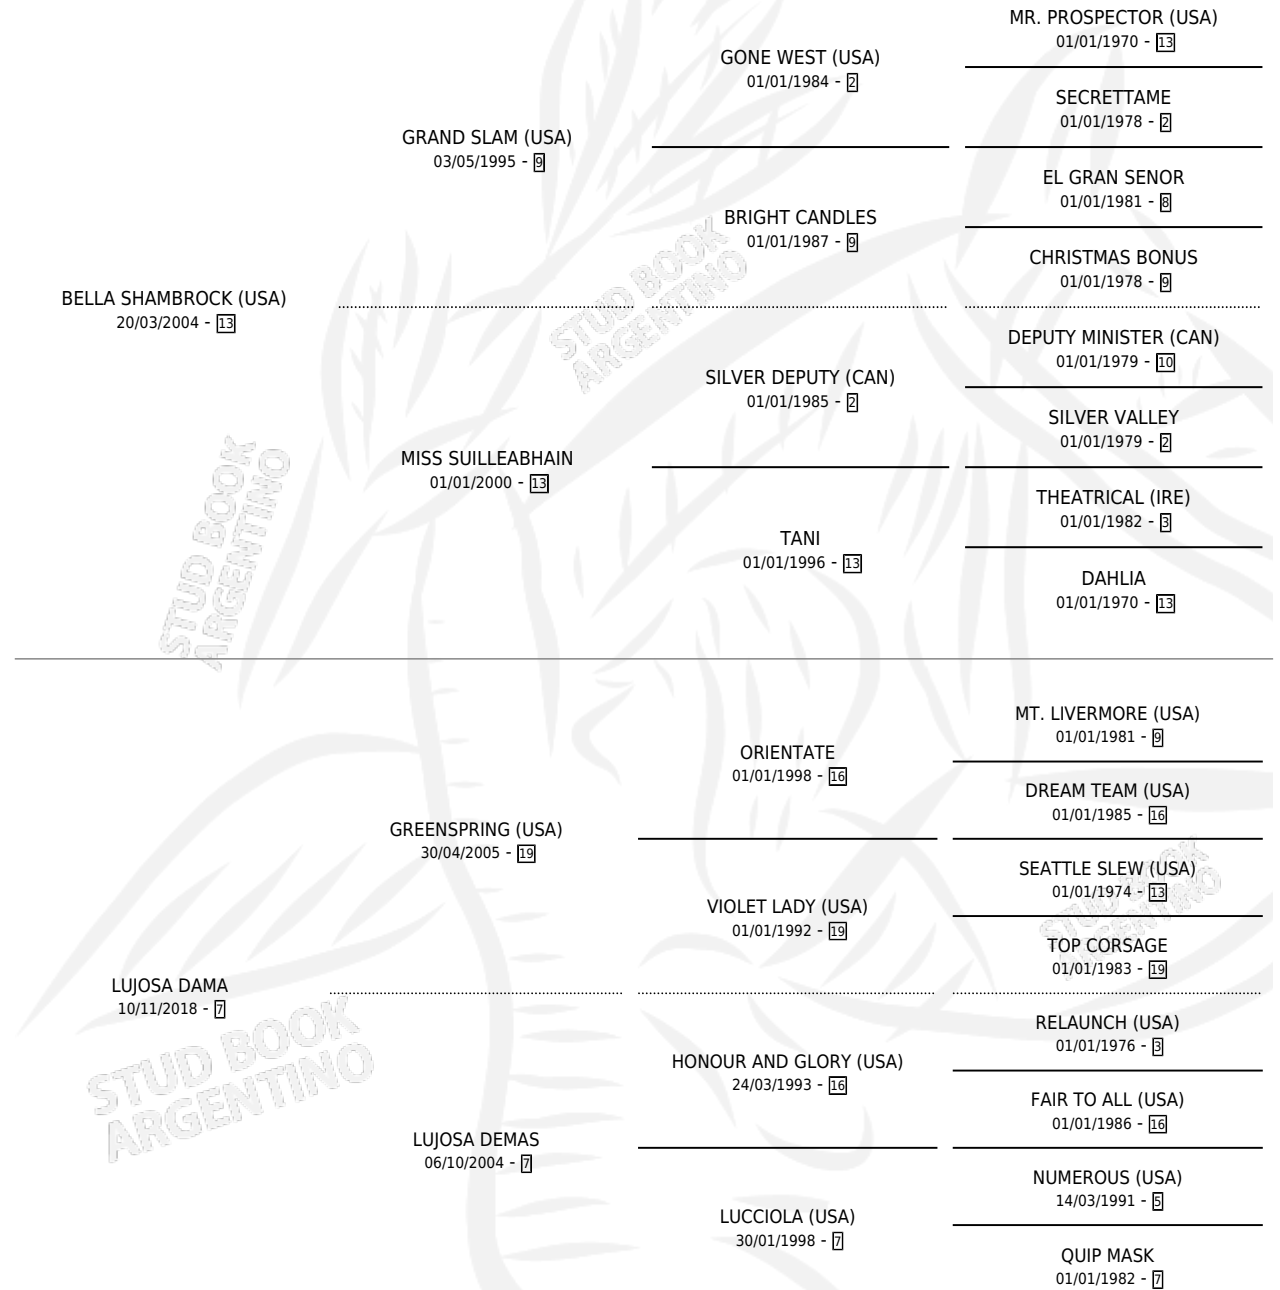 MR. PROSPECTOR (USA)
01/01/1970 - 13
GONE WEST (USA)
01/01/1984 - 2
SECRETTAME
01/01/1978 - 2
GRAND SLAM (USA)
03/05/1995 - 9
EL GRAN SENOR
01/01/1981 - 8
BRIGHT CANDLES
01/01/1987 - 9
CHRISTMAS BONUS
01/01/1978 - 9
BELLA SHAMBROCK (USA)
20/03/2004 - 13
DEPUTY MINISTER (CAN)
01/01/1979 - 10
SILVER DEPUTY (CAN)
01/01/1985 - 2
SILVER VALLEY
01/01/1979 - 2
MISS SUILLEABHAIN
01/01/2000 - 13
THEATRICAL (IRE)
01/01/1982 - 3
TANI
01/01/1996 - 13
DAHLIA
01/01/1970 - 13
STUD BOOK
ARGENTINO
STUD BOOK
ARGENTINO
MT. LIVERMORE (USA)
01/01/1981 - 9
ORIENTATE
01/01/1998 - 16
DREAM TEAM (USA)
01/01/1985 - 16
GREENSPRING (USA)
30/04/2005 - 19
SEATTLE SLEW (USA)
01/01/1974 - 13
VIOLET LADY (USA)
01/01/1992 - 19
TOP CORSAGE
01/01/1983 - 19
LUJOSA DAMA
10/11/2018 - 7
RELAUNCH (USA)
01/01/1976 - 3
HONOUR AND GLORY (USA)
24/03/1993 - 16
FAIR TO ALL (USA)
01/01/1986 - 16
LUJOSA DEMAS
06/10/2004 - 7
NUMEROUS (USA)
14/03/1991 - 5
LUCCIOLA (USA)
30/01/1998 - 7
QUIP MASK
01/01/1982 - 7
STUD BOOK
ARGENTINO
STUD BOOK
ARGENTINO